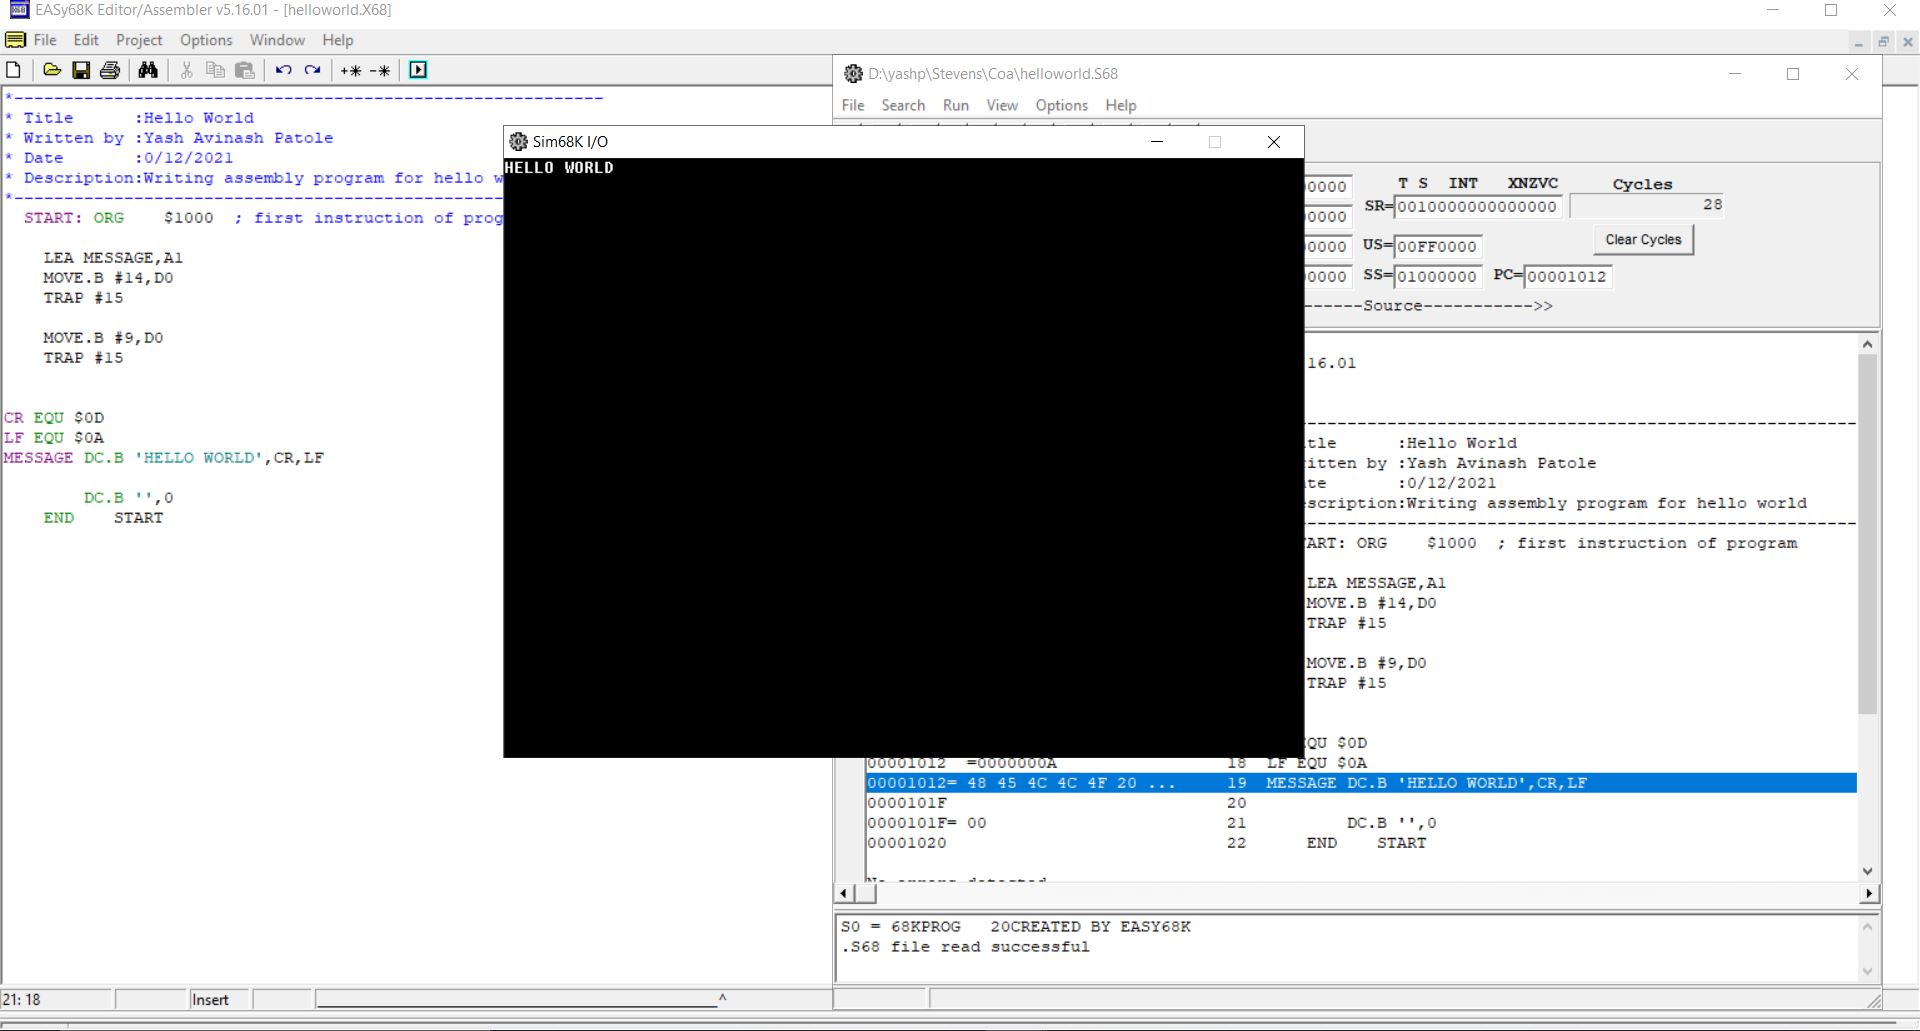 EASy68K Editor/Assembler v5.16.01 - [helloworld.X68]
File Edit Project Options Window Help
*-----------------------------------------------------------
* Title      :Hello World
* Written by :Yash Avinash Patole
* Date       :0/12/2021
* Description:Writing assembly program for hello w
*-----------------------------------------------------------
START: ORG    $1000  ; first instruction of prog
LEA MESSAGE,A1
MOVE.B #14,D0
TRAP #15
MOVE.B #9,D0
TRAP #15
CR EQU $0D
LF EQU $0A
MESSAGE DC.B 'HELLO WORLD',CR,LF
DC.B '',0
END    START
21: 18 Insert
Sim68K I/O
HELLO WORLD
D:\yashp\Stevens\Coa\helloworld.S68
File Search Run View Options Help
0000 T S INT XNZVC Cycles
0000 SR=0010000000000000 28
0000 US=00FF0000 Clear Cycles
0000 SS=01000000 PC=00001012
------Source----------->>
16.01
-------------------------------------------------------
tle      :Hello World
itten by :Yash Avinash Patole
te       :0/12/2021
scription:Writing assembly program for hello world
-------------------------------------------------------
ART: ORG    $1000  ; first instruction of program
LEA MESSAGE,A1
MOVE.B #14,D0
TRAP #15
MOVE.B #9,D0
TRAP #15
QU $0D
00001012  =0000000A 18 LF EQU $0A
00001012= 48 45 4C 4C 4F 20 ... 19 MESSAGE DC.B 'HELLO WORLD',CR,LF
0000101F 20
0000101F= 00 21 DC.B '',0
00001020 22 END    START
No errors detected
S0 = 68KPROG   20CREATED BY EASY68K
.S68 file read successful